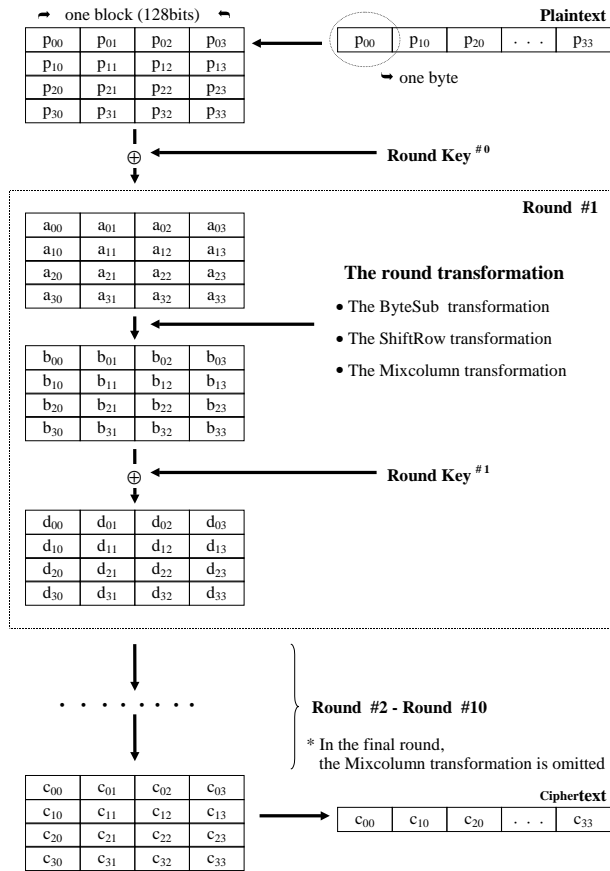 one block (128bits)
Plaintext
p00 p01 p02 p03
p10 p11 p12 p13
p20 p21 p22 p23
p30 p31 p32 p33
p00 p10 p20 . . . p33
one byte
⊕
Round Key #0
Round #1
a00 a01 a02 a03
a10 a11 a12 a13
a20 a21 a22 a23
a30 a31 a32 a33
The round transformation
• The ByteSub transformation
• The ShiftRow transformation
• The Mixcolumn transformation
b00 b01 b02 b03
b10 b11 b12 b13
b20 b21 b22 b23
b30 b31 b32 b33
⊕
Round Key #1
d00 d01 d02 d03
d10 d11 d12 d13
d20 d21 d22 d23
d30 d31 d32 d33
. . . . . . . .
Round #2 - Round #10
* In the final round,
the Mixcolumn transformation is omitted
c00 c01 c02 c03
c10 c11 c12 c13
c20 c21 c22 c23
c30 c31 c32 c33
Ciphertext
c00 c10 c20 . . . c33